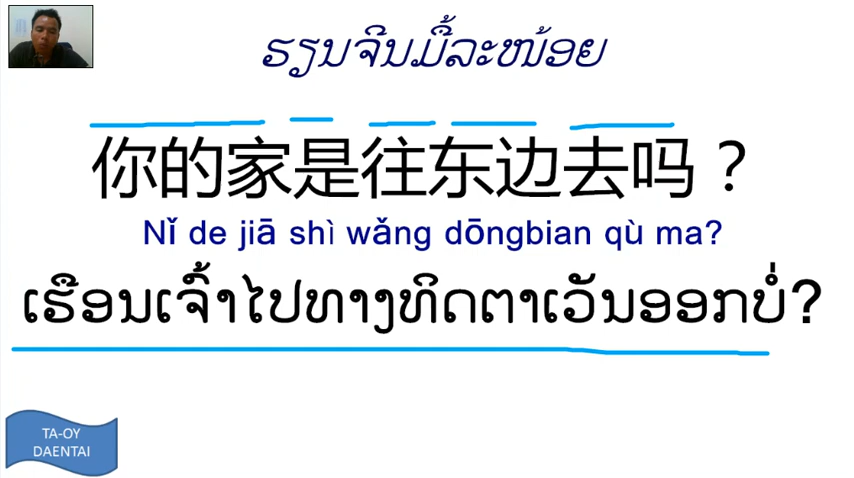 ຮຽນຈີນມື້ລະໜ້ອຍ
你的家是往东边去吗？
Nǐ de jiā shì wǎng dōngbian qù ma?
ເຮືອນເຈົ້າໄປທາງທິດຕາເວັນອອກບໍ່?
TA-OY
DAENTAI